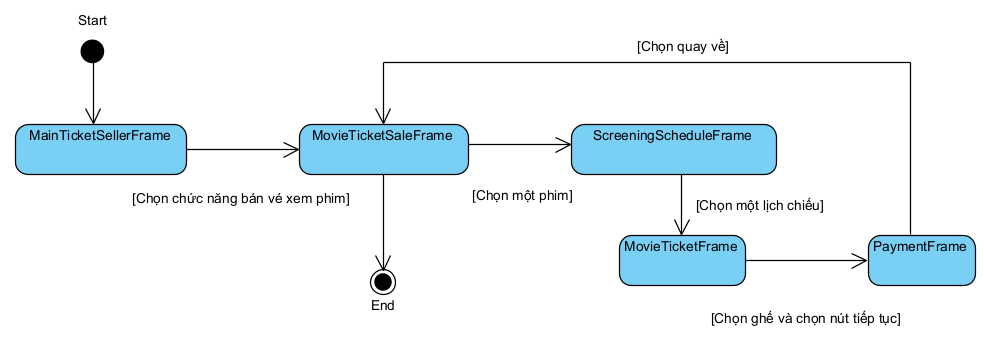 Start
[Chọn quay về]
MainTicketSellerFrame
MovieTicketSaleFrame
ScreeningScheduleFrame
[Chọn chức năng bán vé xem phim]
[Chọn một phim]
[Chọn một lịch chiếu]
MovieTicketFrame
PaymentFrame
End
[Chọn ghế và chọn nút tiếp tục]